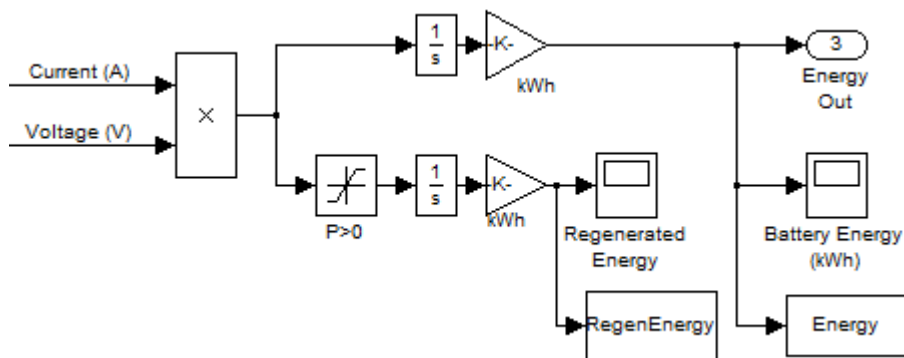 Current (A)
Voltage (V)
×
1
s
-K-
kWh
3
Energy
Out
P>0
1
s
-K-
kWh
Regenerated
Energy
Battery Energy
(kWh)
RegenEnergy
Energy